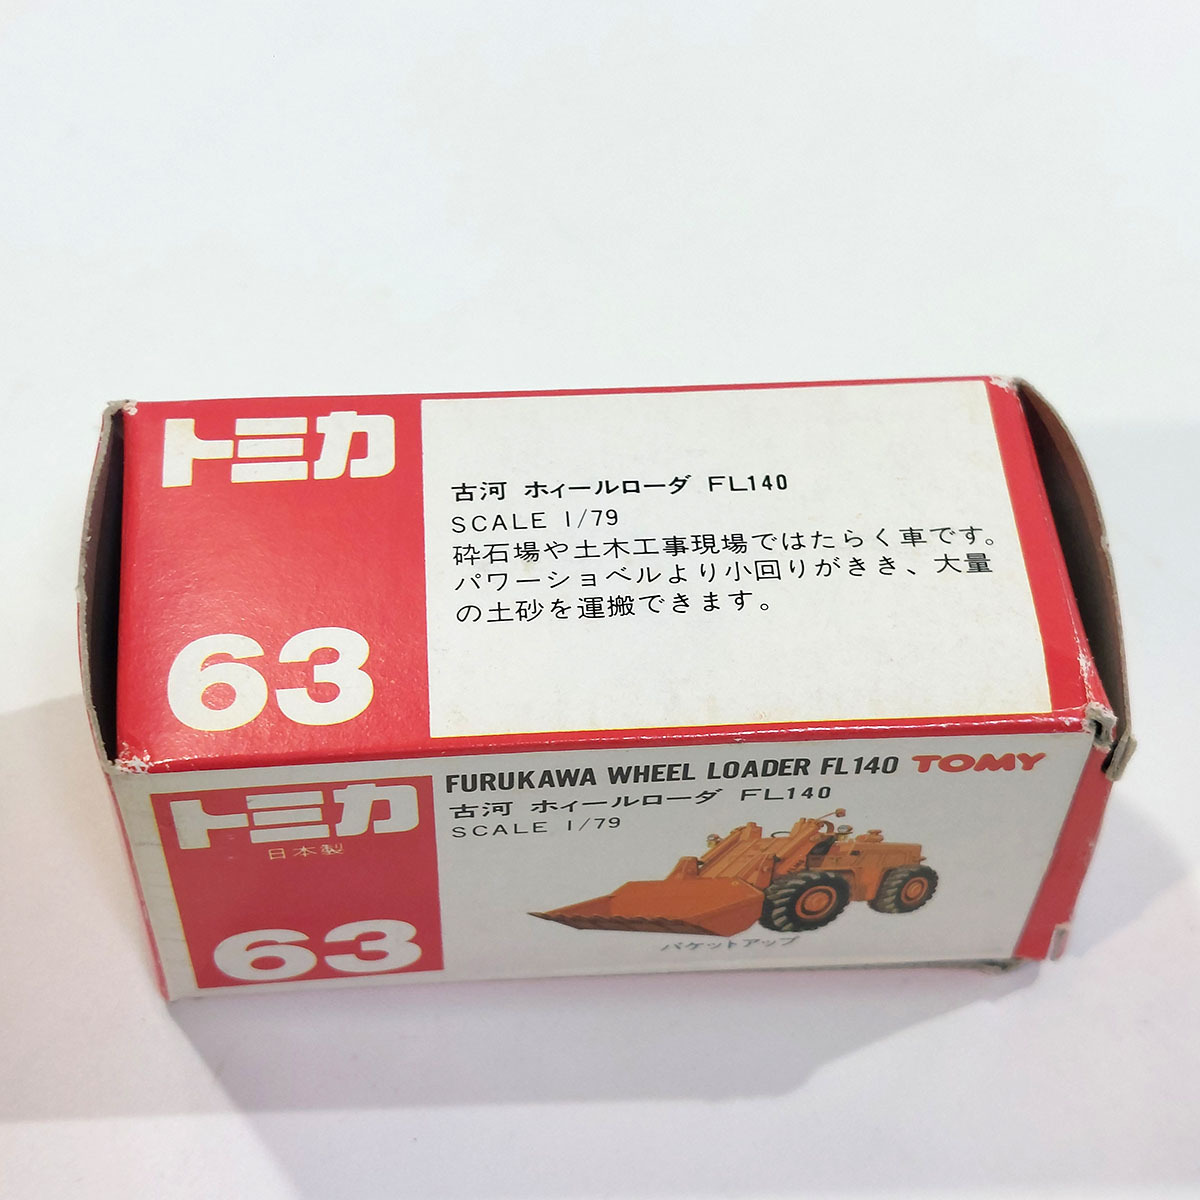 トミカ
63
古河 ホィールローダ FL140
SCALE 1/79
砕石場や土木工事現場ではたらく車です。
パワーショベルより小回りがきき、大量
の土砂を運搬できます。
トミカ
日本製
63
FURUKAWA WHEEL LOADER FL140 TOMY
古河 ホィールローダ FL140
SCALE 1/79
バケットアップ